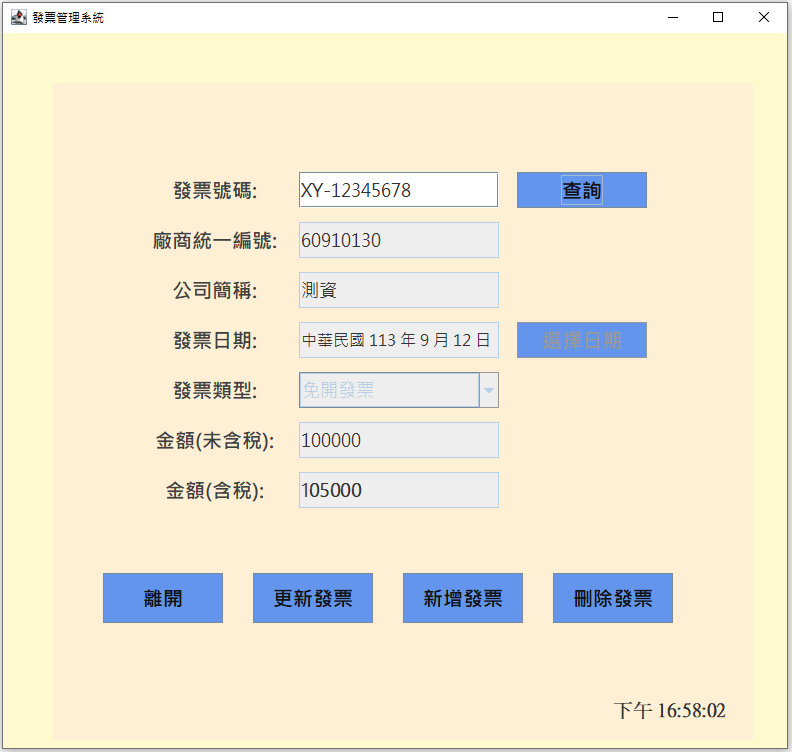 發票管理系統
發票號碼: XY-12345678 查詢
廠商統一編號: 60910130
公司簡稱: 測資
發票日期: 中華民國 113 年 9 月 12 日 選擇日期
發票類型: 免開發票
金額(未含稅): 100000
金額(含稅): 105000
離開 更新發票 新增發票 刪除發票
下午 16:58:02